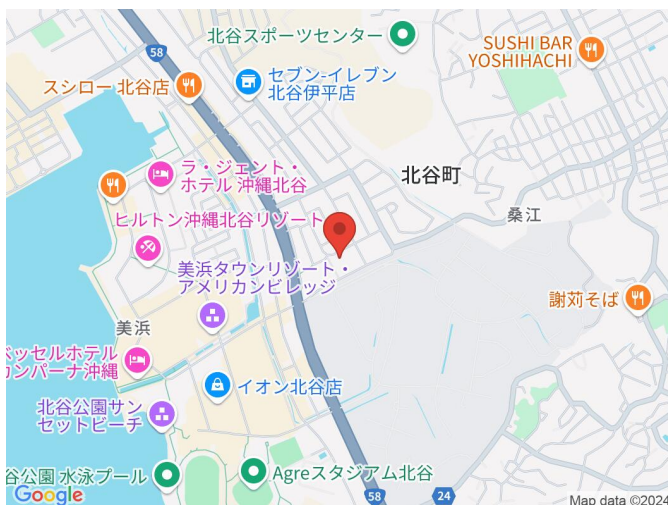 北谷スポーツセンター
58
SUSHI BAR
YOSHIHACHI
スシロー 北谷店
セブン-イレブン
北谷伊平店
ラ・ジェント・
ホテル 沖縄北谷
北谷町
桑江
ヒルトン沖縄北谷リゾート
美浜タウンリゾート・
アメリカンビレッジ
謝苅そば
美浜
ベッセルホテル
カンパーナ沖縄
イオン北谷店
北谷公園サン
セットビーチ
谷公園 水泳プール
Agreスタジアム北谷
58
24
Google
Map data ©2024